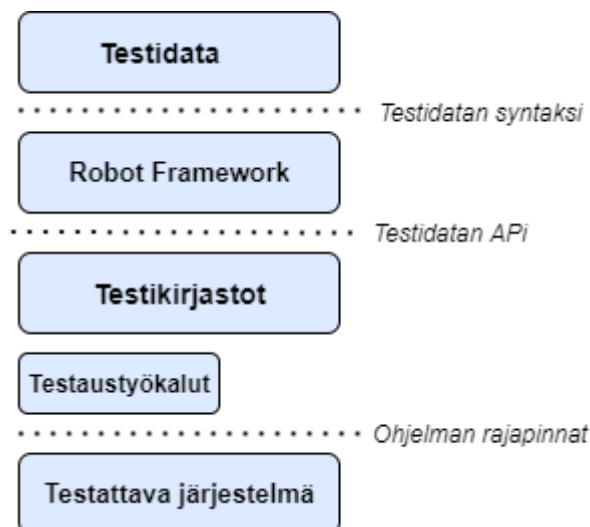 Testidata
Testidatan syntaksi
Robot Framework
Testidatan APi
Testikirjastot
Testaustyökalut
Ohjelman rajapinnat
Testattava järjestelmä